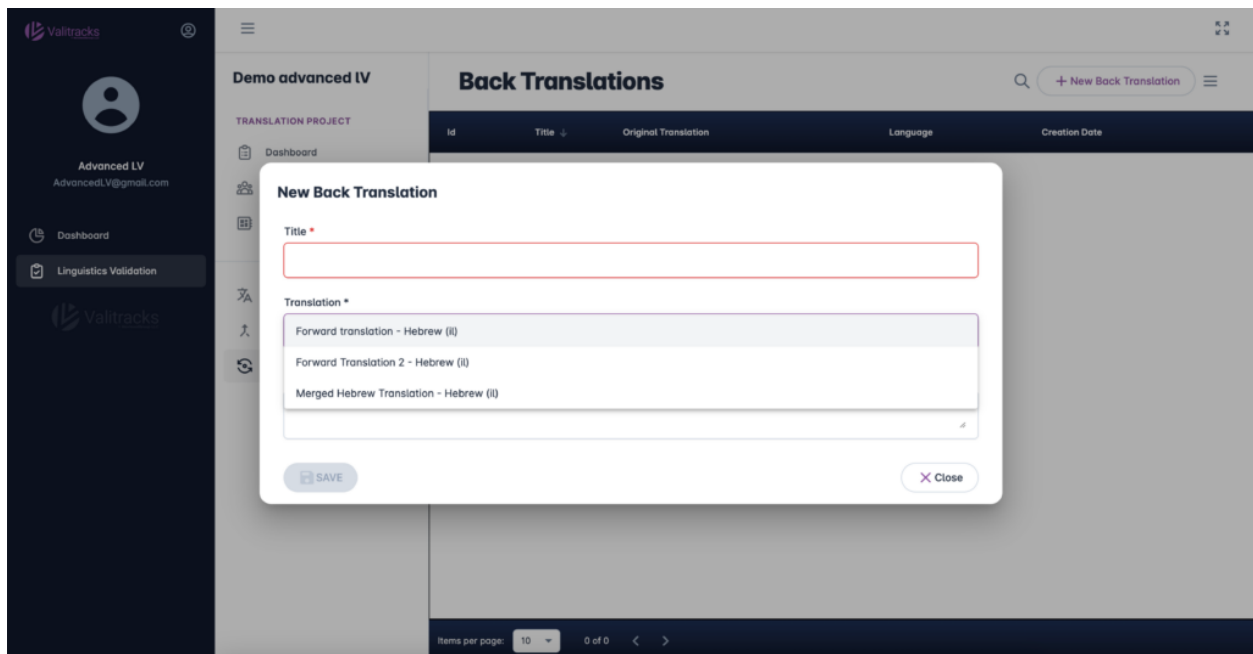 Valitracks
Demo advanced lV
Back Translations
+ New Back Translation
TRANSLATION PROJECT
Id
Title ↓
Original Translation
Language
Creation Date
Dashboard
Advanced LV
AdvancedLV@gmail.com
Dashboard
Linguistics Validation
Valitracks
New Back Translation
Title *
Translation *
Forward translation - Hebrew (il)
Forward Translation 2 - Hebrew (il)
Merged Hebrew Translation - Hebrew (il)
SAVE
Close
Items per page:
10
0 of 0